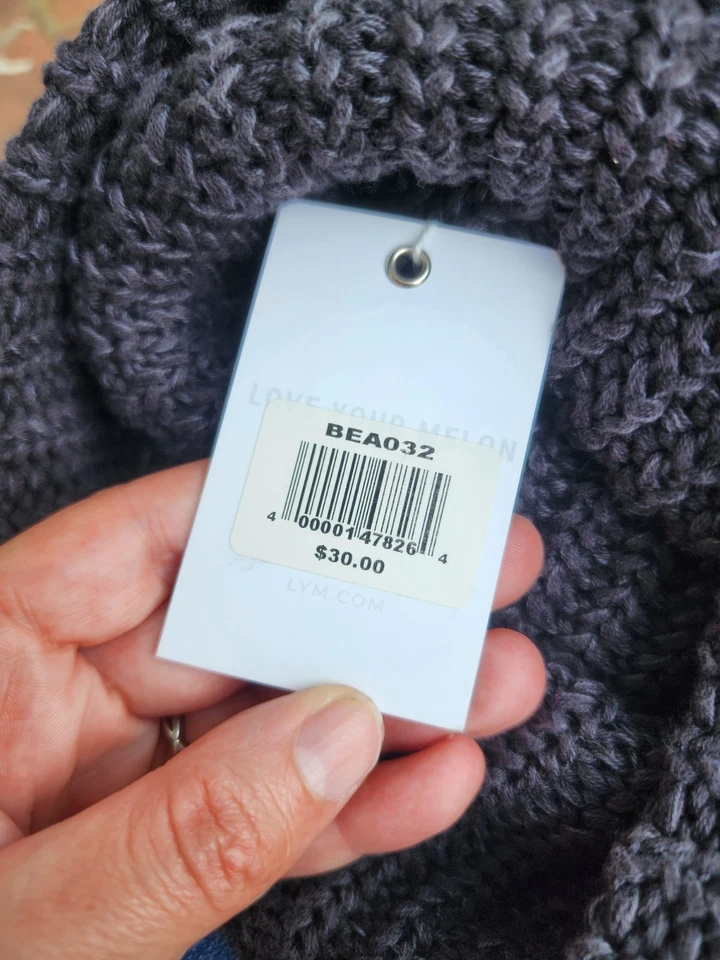 LOVE YOUR MELON
BEA032
4 00001 47826 4
$30.00
LYM.COM